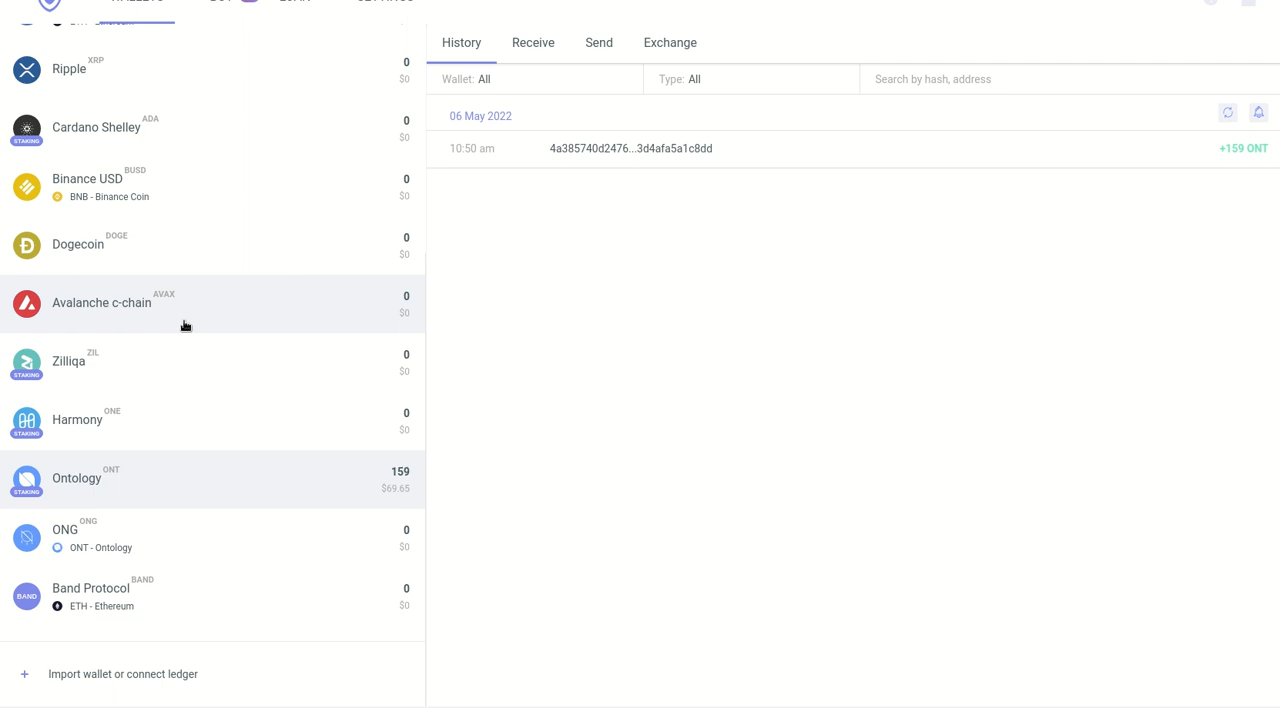 History Receive Send Exchange
Wallet: All Type: All Search by hash, address
06 May 2022
10:50 am 4a385740d2476...3d4afa5a1c8dd +159 ONT
Ripple XRP 0
$0
Cardano Shelley ADA 0
STAKING $0
Binance USD BUSD 0
BNB - Binance Coin $0
Dogecoin DOGE 0
$0
Avalanche c-chain AVAX 0
$0
Zilliqa ZIL 0
STAKING $0
Harmony ONE 0
STAKING $0
Ontology ONT 159
STAKING $69.65
ONG ONG 0
ONT - Ontology $0
BAND Band Protocol BAND 0
ETH - Ethereum $0
+ Import wallet or connect ledger